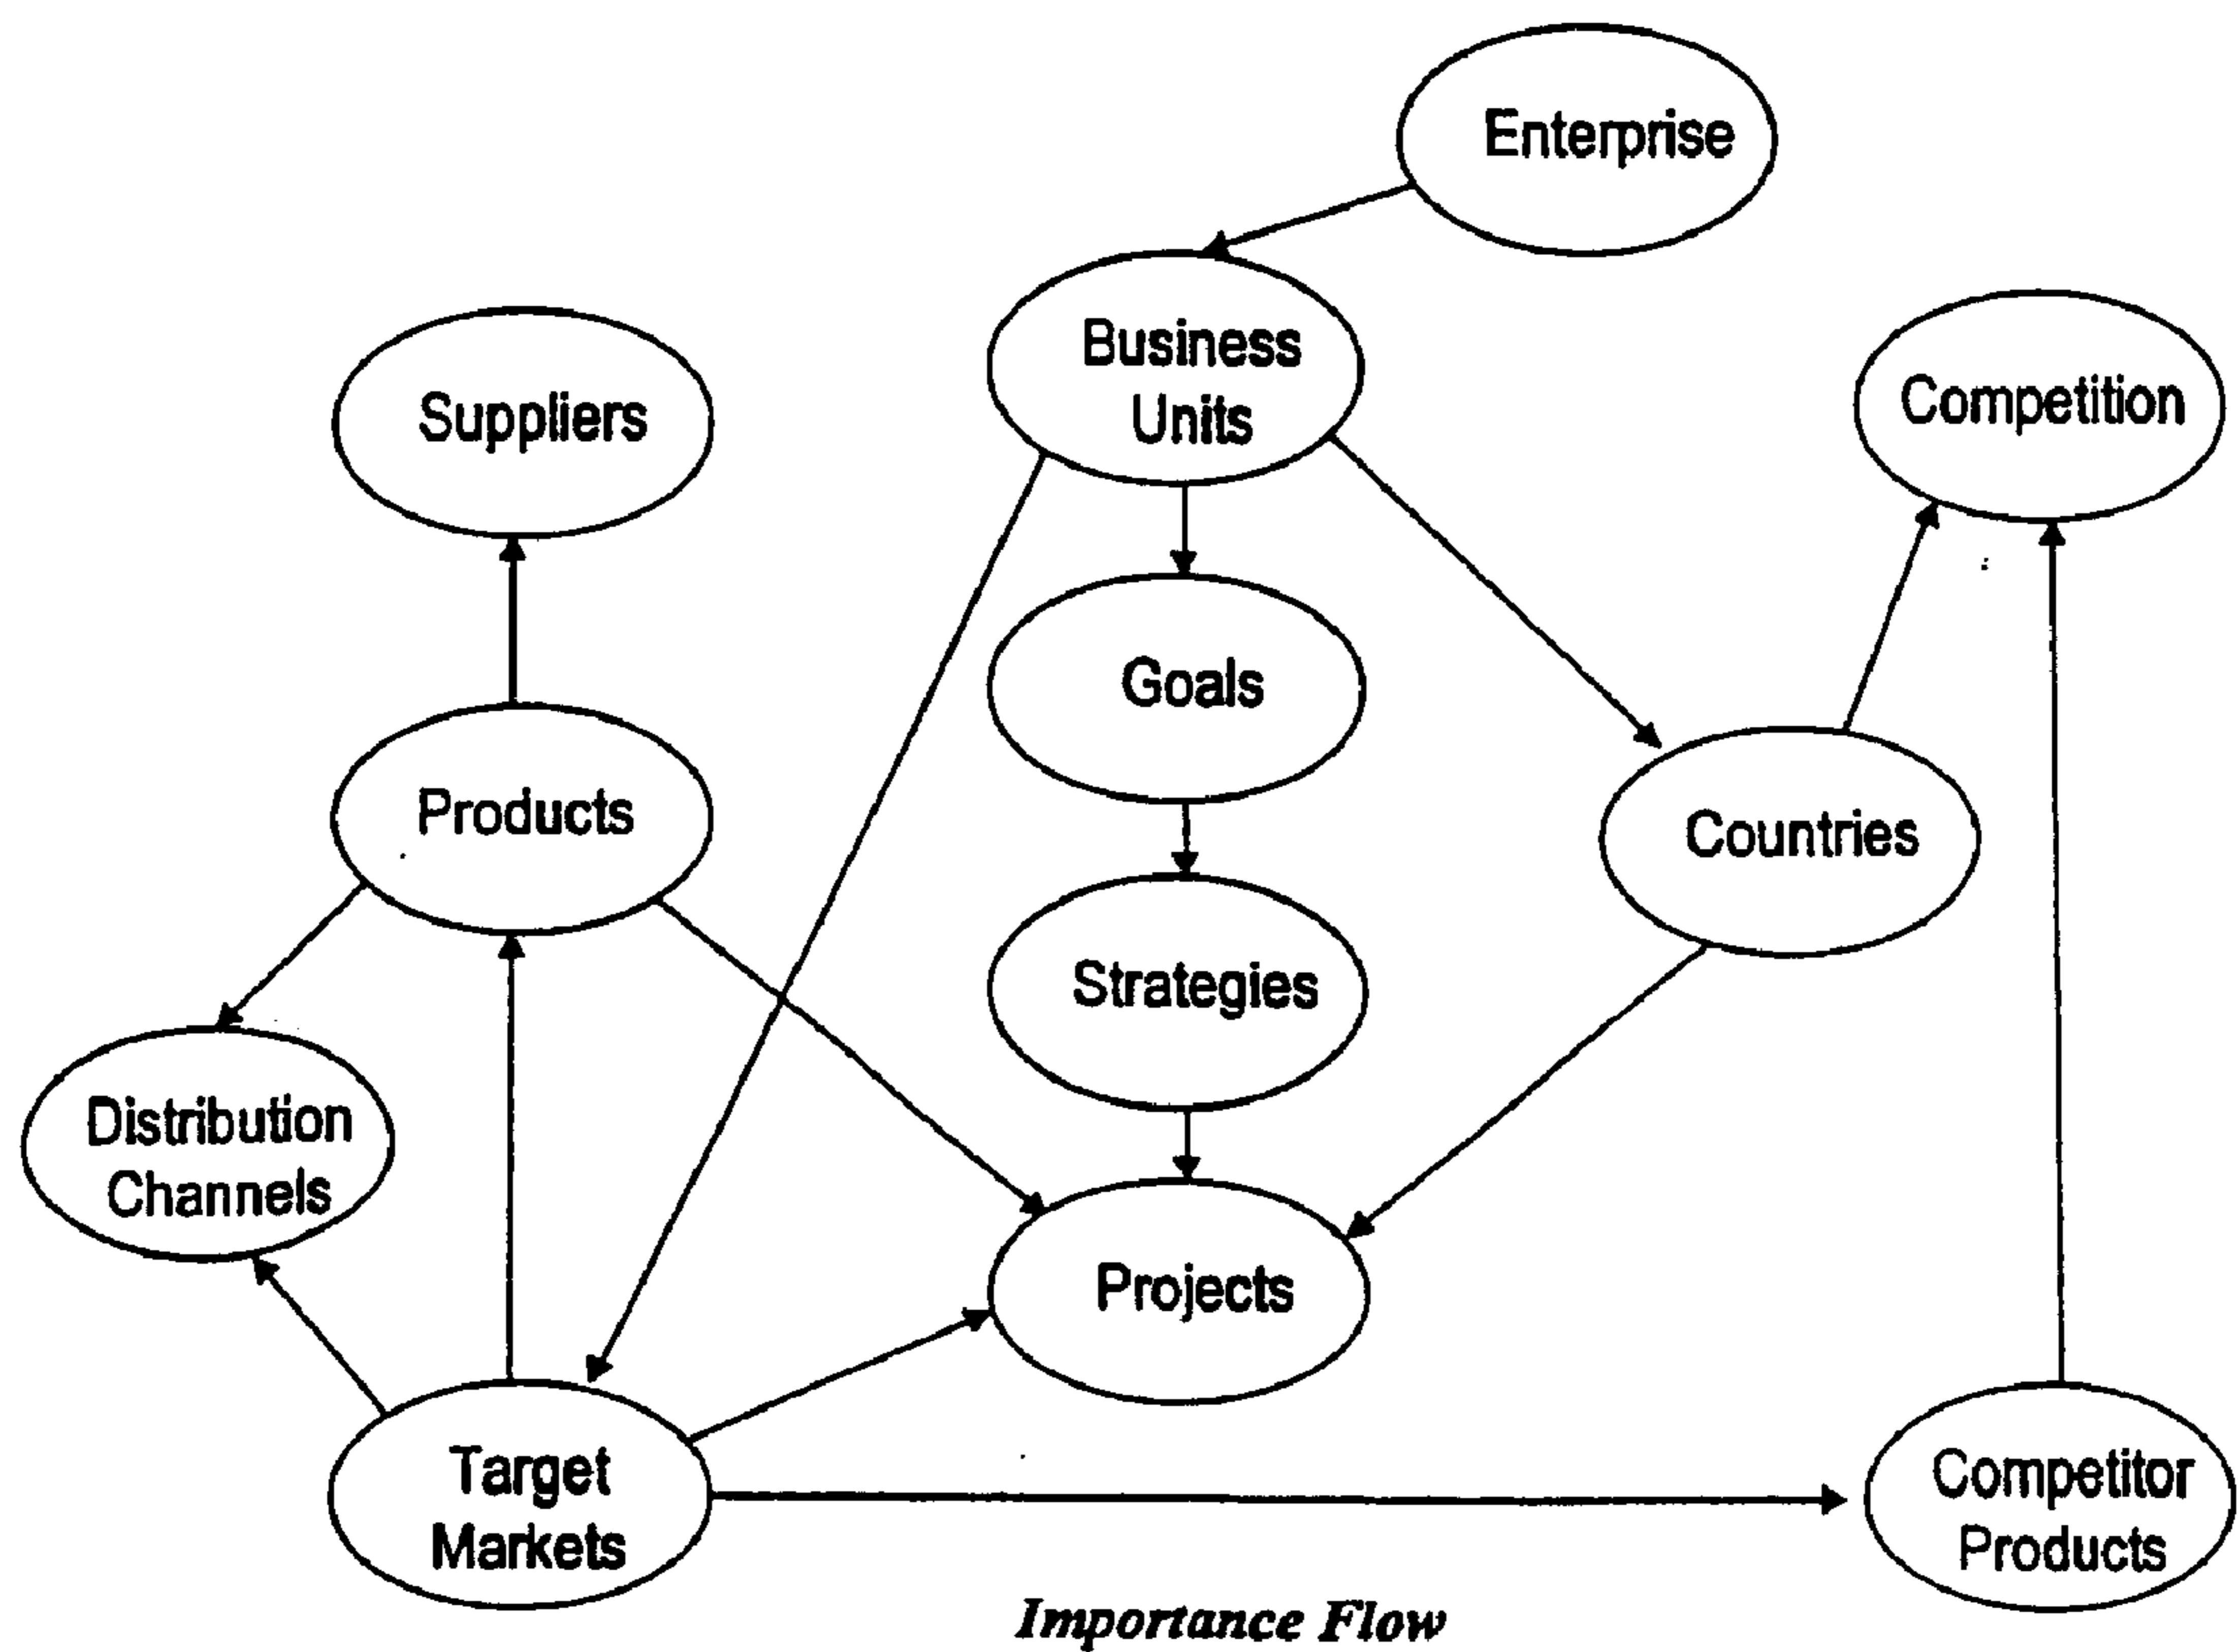 Enterprise
Business
Units
Competition
Suppliers
Goals
Products
Countries
Strategies
Distribution
Channels
Projects
Target
Markets
Competitor
Products
Importance Flow